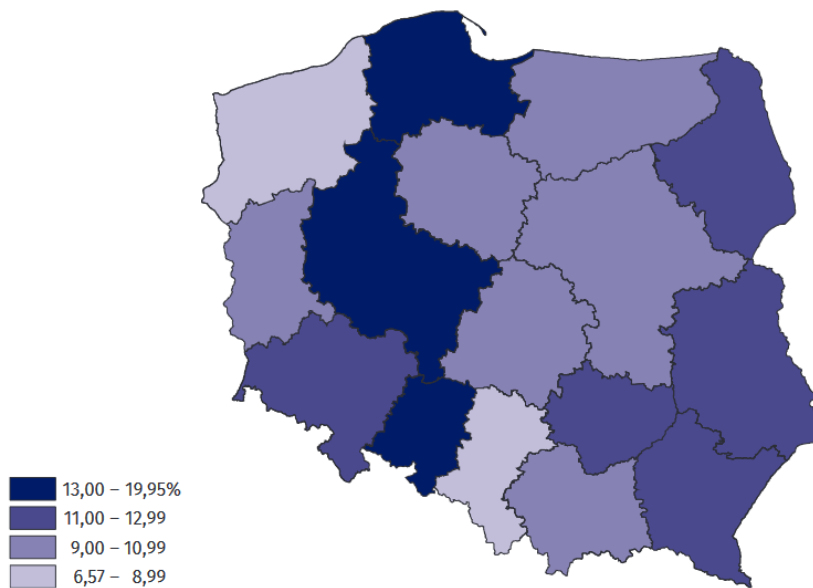 13,00 – 19,95%
11,00 – 12,99
9,00 – 10,99
6,57 – 8,99